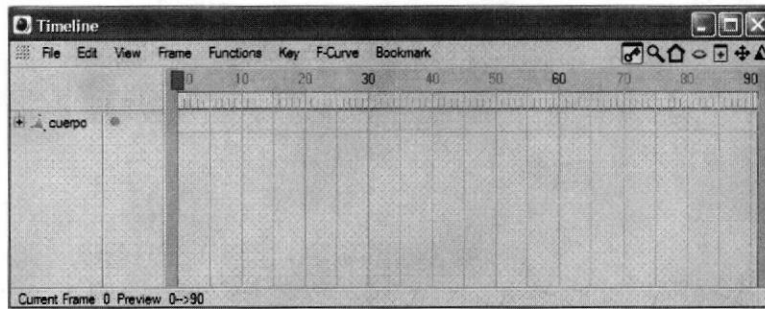 Timeline
File Edit View Frame Functions Key F-Curve Bookmark
0 10 20 30 40 50 60 70 80 90
cuerpo
Current Frame 0 Preview 0-->90